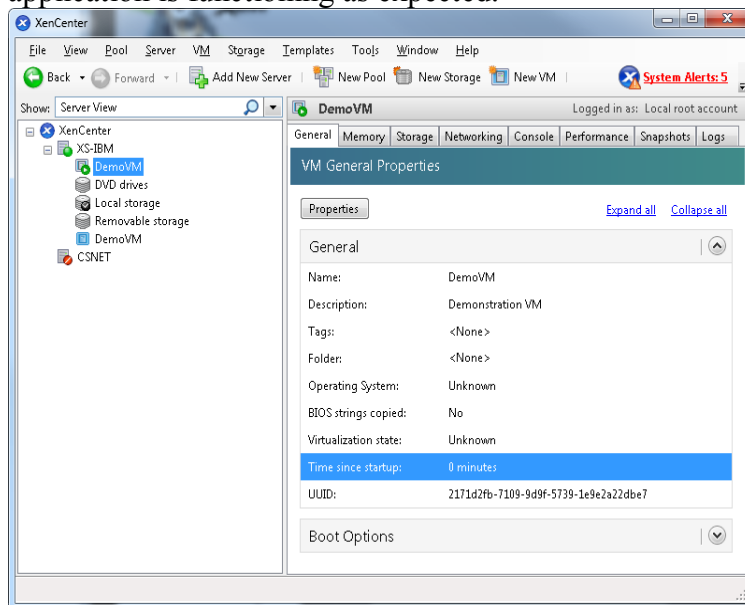 application is functioning as expected.
XenCenter
File View Pool Server VM Storage Templates Tools Window Help
Back Forward Add New Server New Pool New Storage New VM System Alerts: 5
Show: Server View
DemoVM Logged in as: Local root account
XenCenter
XS-IBM
DemoVM
DVD drives
Local storage
Removable storage
DemoVM
CSNET
General Memory Storage Networking Console Performance Snapshots Logs
VM General Properties
Properties Expand all Collapse all
General
Name: DemoVM
Description: Demonstration VM
Tags: <None>
Folder: <None>
Operating System: Unknown
BIOS strings copied: No
Virtualization state: Unknown
Time since startup: 0 minutes
UUID: 2171d2fb-7109-9d9f-5739-1e9e2a22dbe7
Boot Options